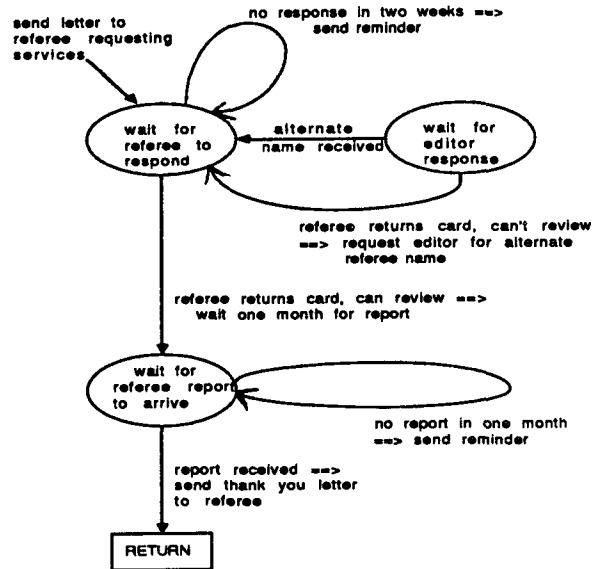 send letter to
referee requesting
services
no response in two weeks ==>
send reminder
wait for
referee to
respond
alternate
name received
wait for
editor
response
referee returns card, can't review
==> request editor for alternate
referee name
referee returns card, can review ==>
wait one month for report
wait for
referee report
to arrive
no report in one month
==> send reminder
report received ==>
send thank you letter
to referee
RETURN